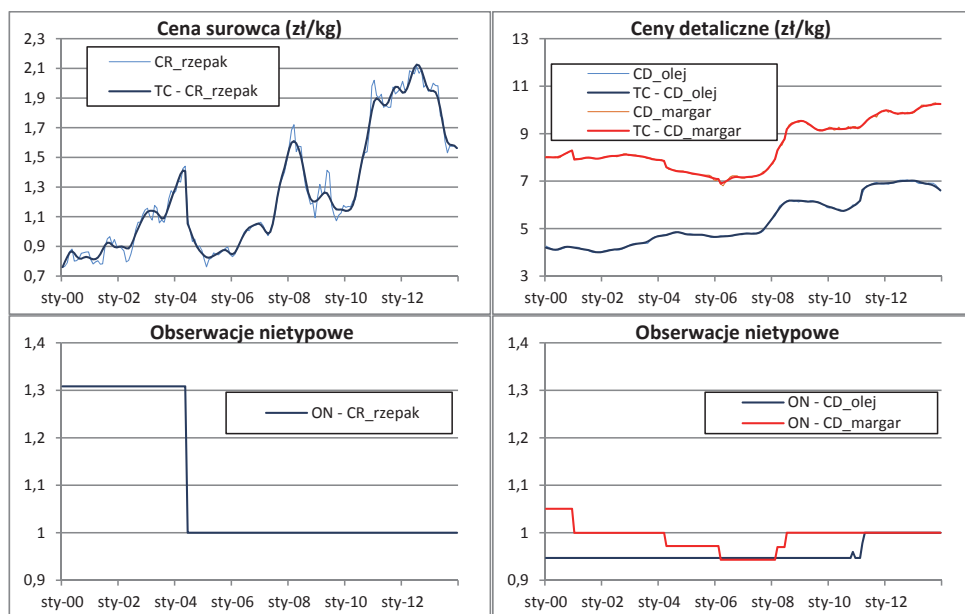 Cena surowca (zł/kg)
2,3
2,1
1,9
1,7
1,5
1,3
1,1
0,9
0,7
CR_rzepak
TC - CR_rzepak
sty-00 sty-02 sty-04 sty-06 sty-08 sty-10 sty-12
Ceny detaliczne (zł/kg)
13
11
9
7
5
3
CD_olej
TC - CD_olej
CD_margar
TC - CD_margar
sty-00 sty-02 sty-04 sty-06 sty-08 sty-10 sty-12
Obserwacje nietypowe
1,4
1,3
1,2
1,1
1
0,9
ON - CR_rzepak
sty-00 sty-02 sty-04 sty-06 sty-08 sty-10 sty-12
Obserwacje nietypowe
1,4
1,3
1,2
1,1
1
0,9
ON - CD_olej
ON - CD_margar
sty-00 sty-02 sty-04 sty-06 sty-08 sty-10 sty-12